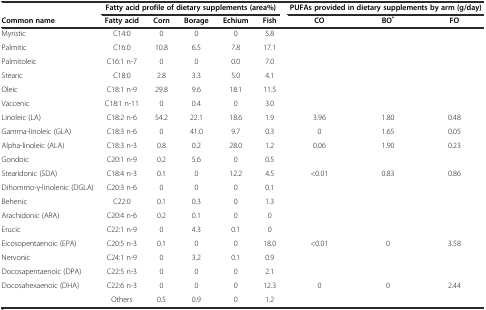 Fatty acid profile of dietary supplements (area%) PUFAs provided in dietary supplements by arm (g/day)
Common name Fatty acid Corn Borage Echium Fish CO BO* FO
Myristic C14:0 0 0 0 5.8
Palmitic C16:0 10.8 6.5 7.8 17.1
Palmitoleic C16:1 n-7 0 0 0.0 7.0
Stearic C18:0 2.8 3.3 5.0 4.1
Oleic C18:1 n-9 29.8 9.6 18.1 11.5
Vaccenic C18:1 n-11 0 0.4 0 3.0
Linoleic (LA) C18:2 n-6 54.2 22.1 18.6 1.9 3.96 1.80 0.48
Gamma-linoleic (GLA) C18:3 n-6 0 41.0 9.7 0.3 0 1.65 0.05
Alpha-linoleic (ALA) C18:3 n-3 0.8 0.2 28.0 1.2 0.06 1.90 0.23
Gondoic C20:1 n-9 0.2 5.6 0 0.5
Stearidonic (SDA) C18:4 n-3 0.1 0 12.2 4.5 <0.01 0.83 0.86
Dihommo-γ-linolenic (DGLA) C20:3 n-6 0 0 0 0.1
Behenic C22:0 0.1 0.3 0 1.3
Arachidonic (ARA) C20:4 n-6 0.2 0.1 0 0
Erucic C22:1 n-9 0 4.3 0.1 0
Eicosopentaenoic (EPA) C20:5 n-3 0.1 0 0 18.0 <0.01 0 3.58
Nervonic C24:1 n-9 0 3.2 0.1 0.9
Docosapentaenoic (DPA) C22:5 n-3 0 0 0 2.1
Docosahexaenoic (DHA) C22:6 n-3 0 0 0 12.3 0 0 2.44
Others 0.5 0.9 0 1.2